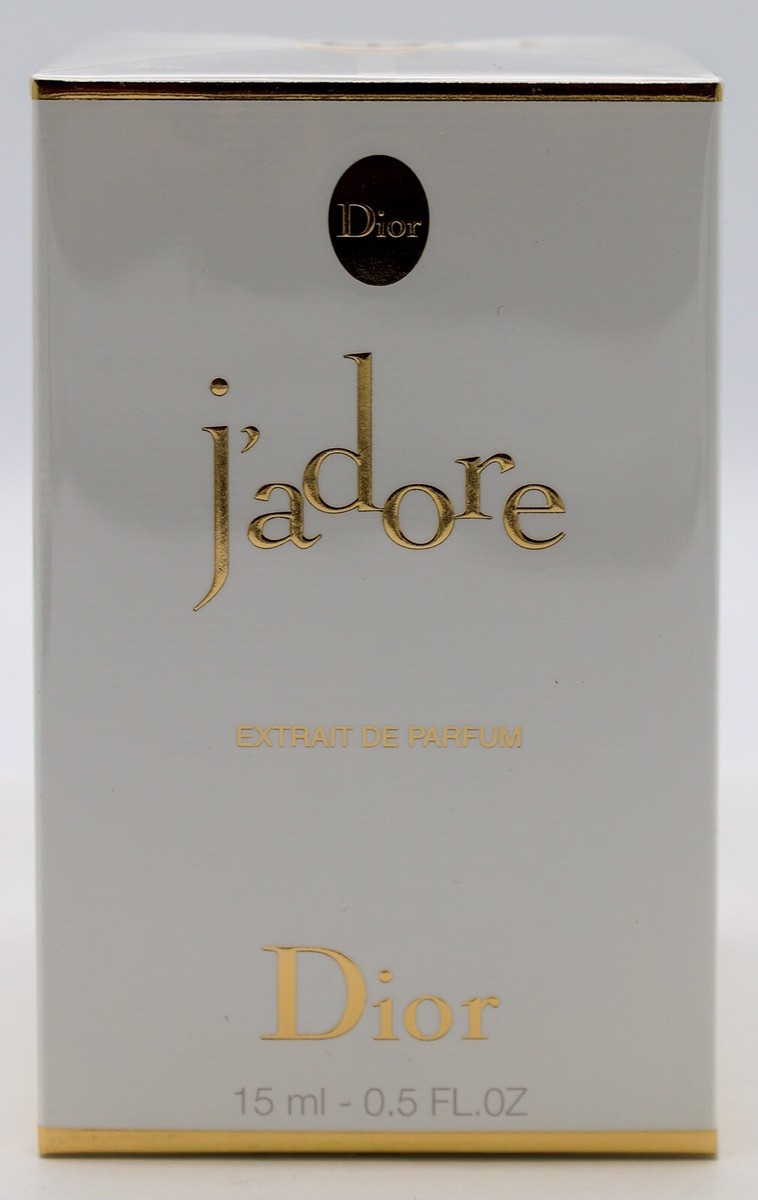 Dior
j'adore
EXTRAIT DE PARFUM
Dior
15 ml - 0.5 FL.OZ